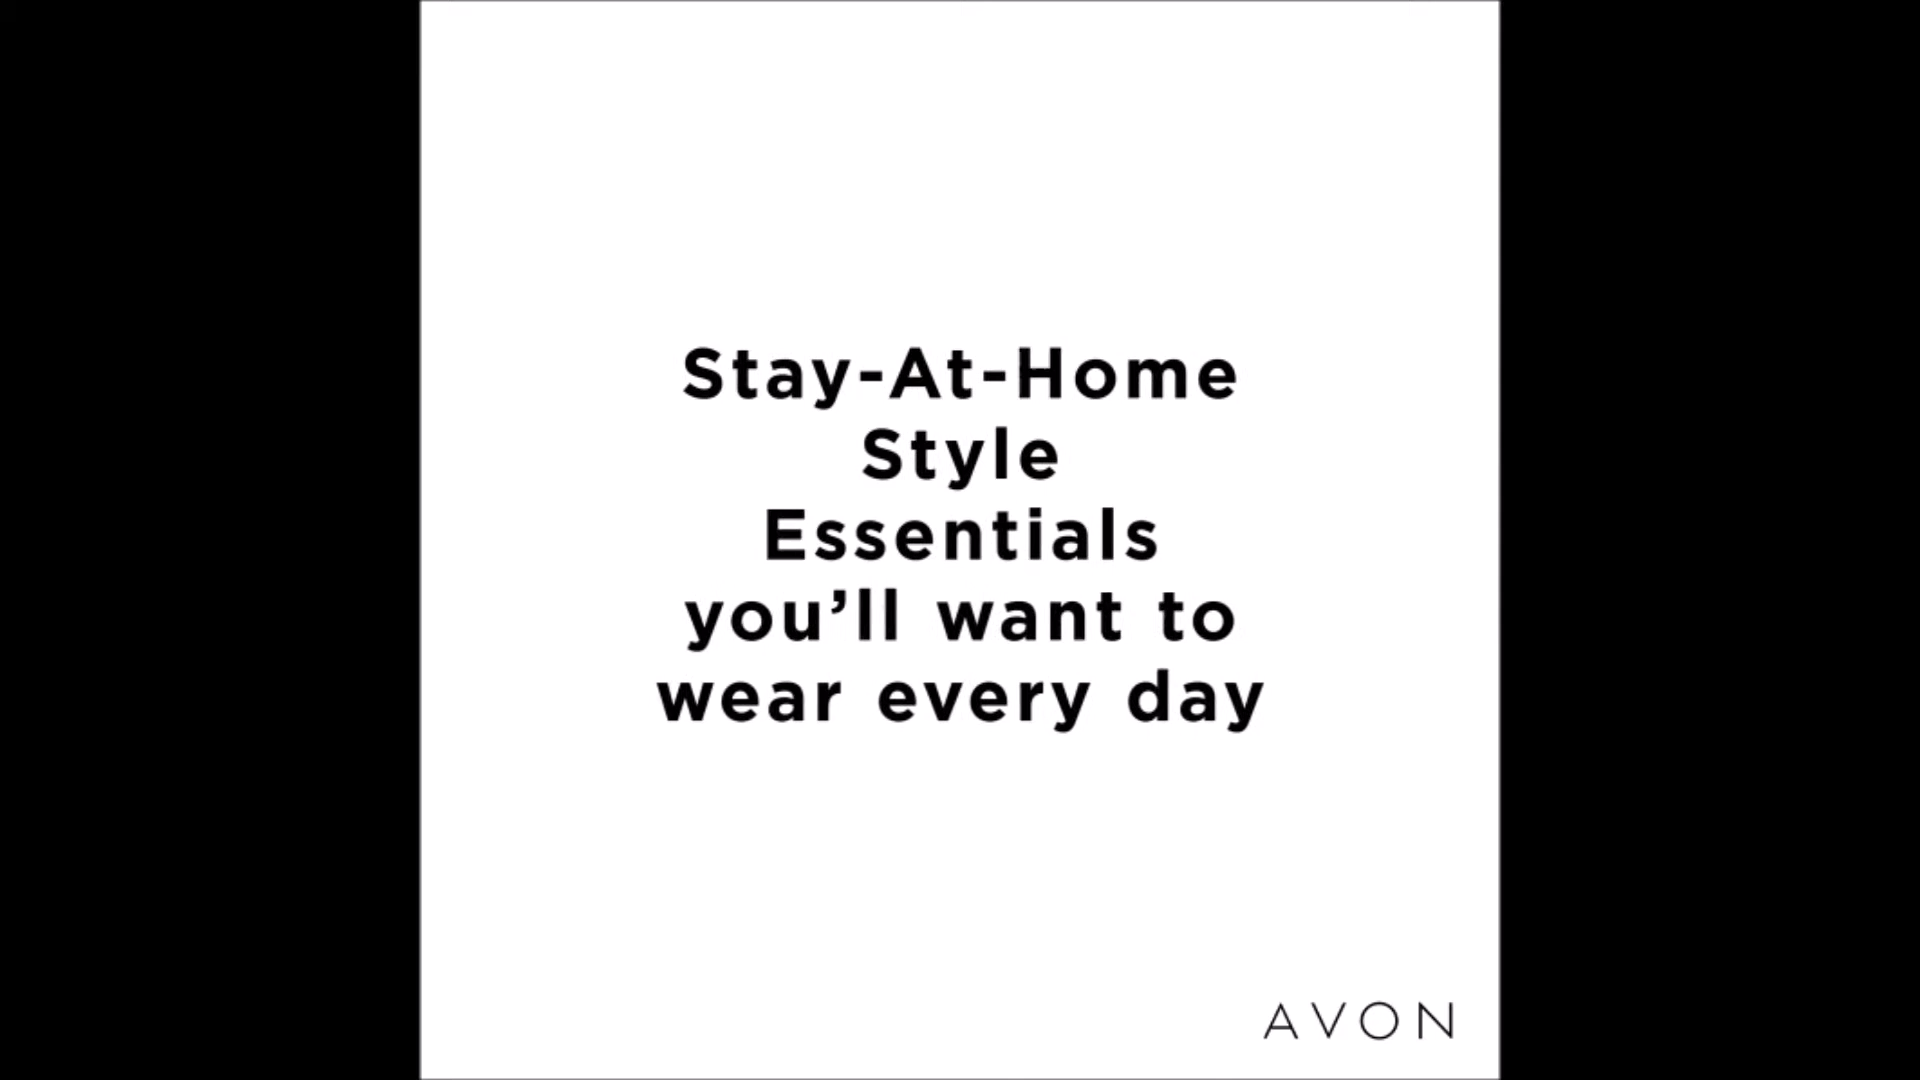 Stay-At-Home
Style
Essentials
you’ll want to
wear every day
AVON